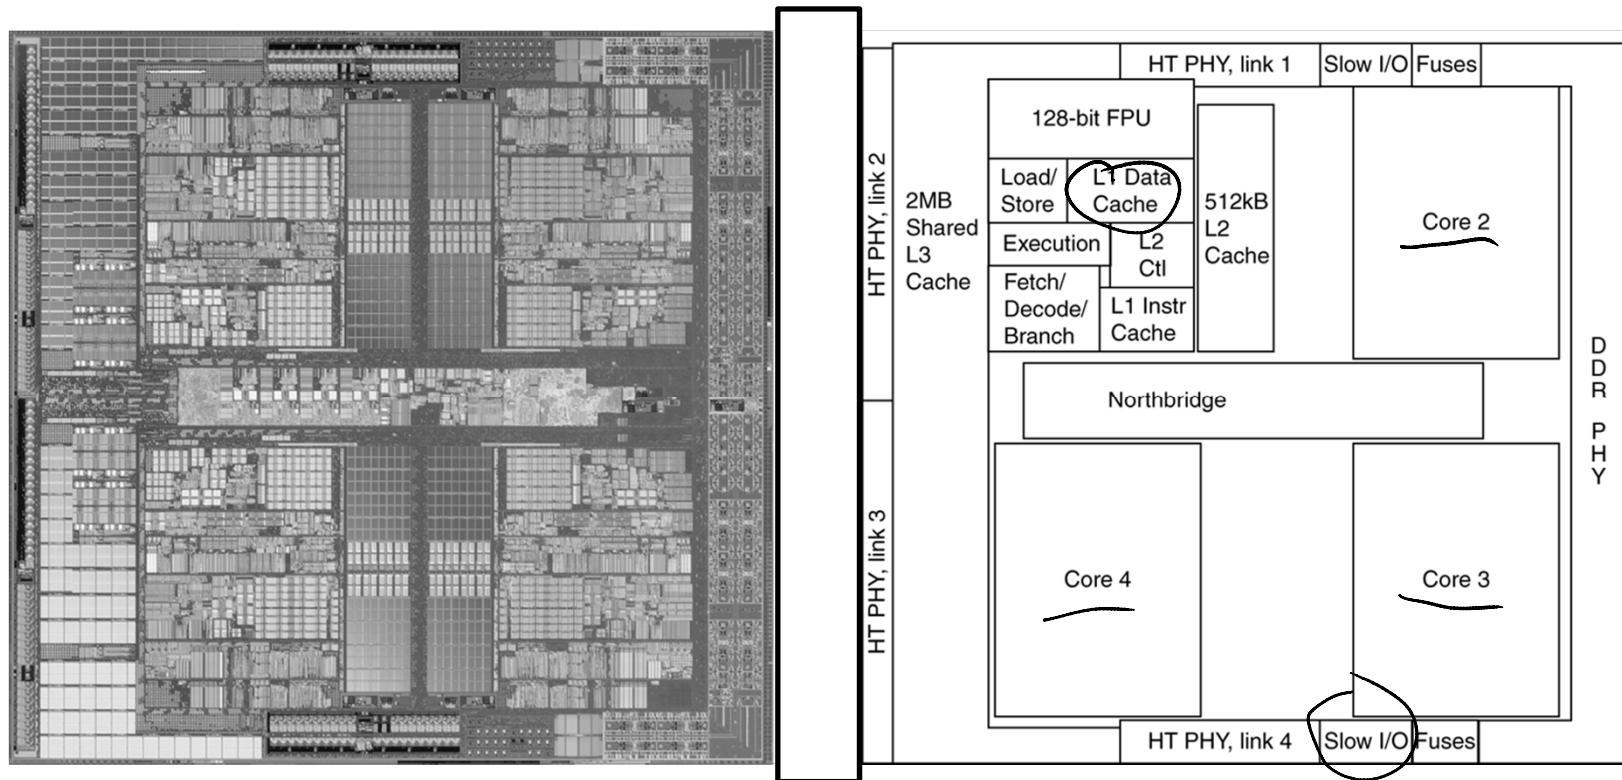 HT PHY, link 1
Slow I/O
Fuses
HT PHY, link 2
2MB
Shared
L3
Cache
128-bit FPU
Load/
Store
L1 Data
Cache
Execution
L2
Ctl
Fetch/
Decode/
Branch
L1 Instr
Cache
512kB
L2
Cache
Core 2
Northbridge
DDR PHY
HT PHY, link 3
Core 4
Core 3
HT PHY, link 4
Slow I/O
Fuses